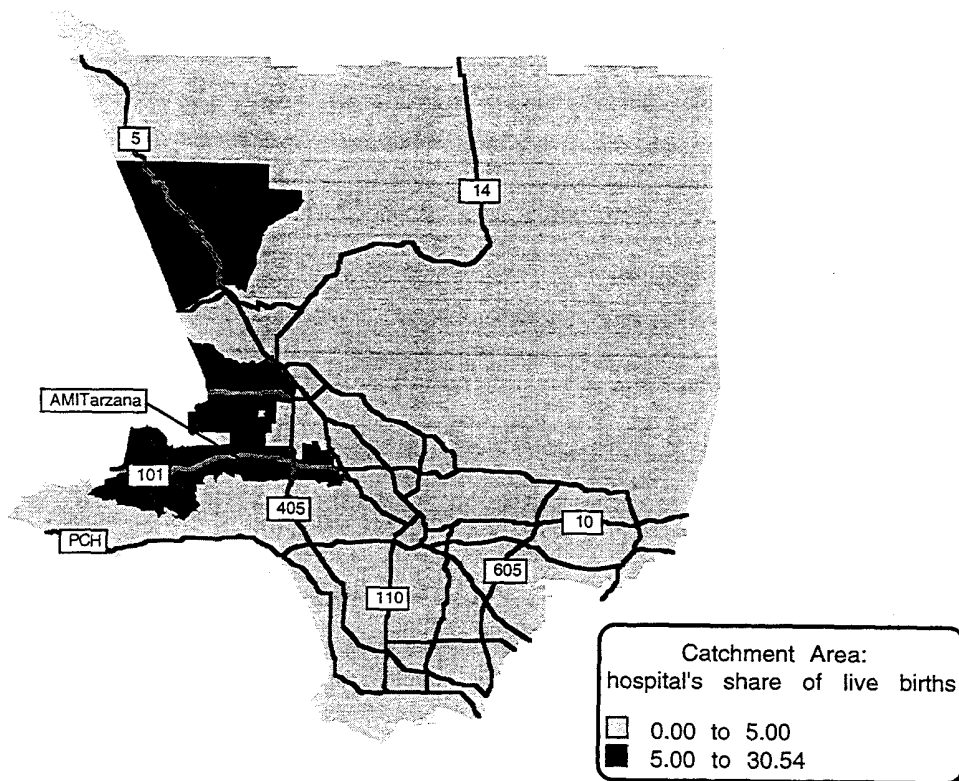 5
14
AMITarzana
101
405
10
PCH
605
110
Catchment Area:
hospital's share of live births
0.00 to 5.00
5.00 to 30.54